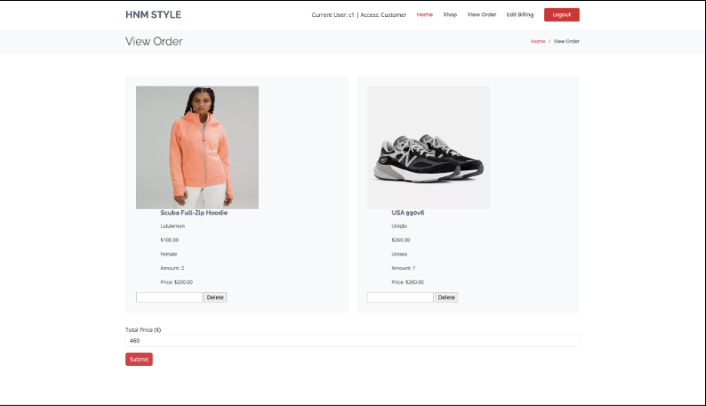 HNM STYLE
Current User: c1 | Access: Customer Home Shop View Order Edit Billing Logout
View Order
Home / View Order
Scuba Full-Zip Hoodie
Lululemon
$100.00
Female
Amount: 2
Price: $200.00
Delete
USA 990v6
Uniqlo
$260.00
Unisex
Amount: 1
Price: $260.00
Delete
Total Price ($)
460
Submit